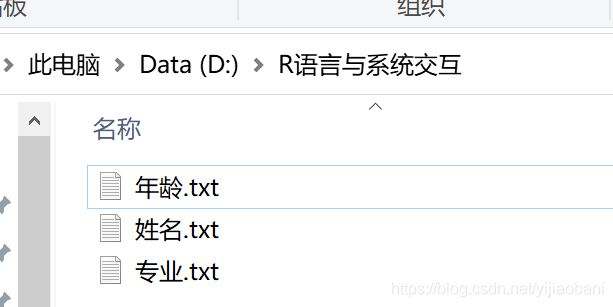 贴板
组织
此电脑 > Data (D:) > R语言与系统交互
名称
年龄.txt
姓名.txt
专业.txt
https://blog.csdn.net/yijiaobani